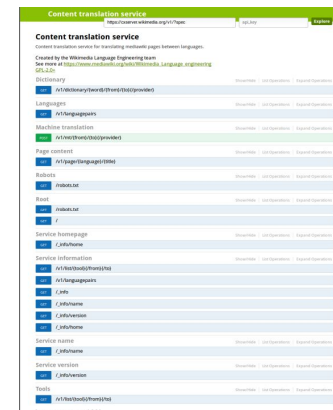 Content translation service
https://cxserver.wikimedia.org/v1/?spec api_key Explore
Content translation service
Content translation service for translating mediawiki pages between languages.
Created by the Wikimedia Language Engineering team
See more at https://www.mediawiki.org/wiki/Wikimedia_Language_engineering
GPL-2.0+
Dictionary Show/Hide List Operations Expand Operations
GET /v1/dictionary/{word}/{from}/{to}{/provider}
Languages Show/Hide List Operations Expand Operations
GET /v1/languagepairs
Machine translation Show/Hide List Operations Expand Operations
POST /v1/mt/{from}/{to}{/provider}
Page content Show/Hide List Operations Expand Operations
GET /v1/page/{language}/{title}
Robots Show/Hide List Operations Expand Operations
GET /robots.txt
Root Show/Hide List Operations Expand Operations
GET /robots.txt
GET /
Service homepage Show/Hide List Operations Expand Operations
GET /_info/home
Service information Show/Hide List Operations Expand Operations
GET /v1/list/{tool}{/from}{/to}
GET /v1/languagepairs
GET /_info
GET /_info/name
GET /_info/version
GET /_info/home
Service name Show/Hide List Operations Expand Operations
GET /_info/name
Service version Show/Hide List Operations Expand Operations
GET /_info/version
Tools Show/Hide List Operations Expand Operations
GET /v1/list/{tool}{/from}{/to}